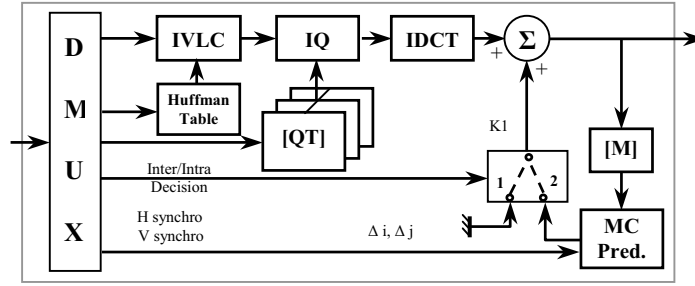 D
M
U
X
IVLC
IQ
IDCT
Σ
+
+
Huffman
Table
[QT]
K1
[M]
Inter/Intra
Decision
1
2
H synchro
V synchro
Δ i, Δ j
MC
Pred.